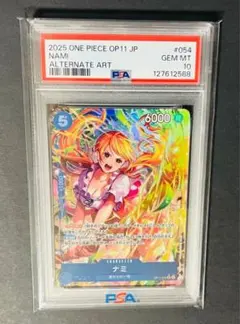 2025 ONE PIECE OP11 JP #054
NAMI GEM MT
ALTERNATE ART 10
PSA 127612588
5 6000
CHARACTER
ナミ
PSA